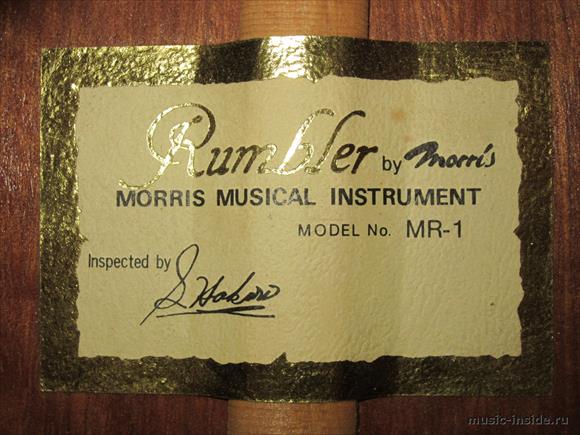 Rumbler by Morris
MORRIS MUSICAL INSTRUMENT
MODEL No. MR-1
Inspected by
music-inside.ru